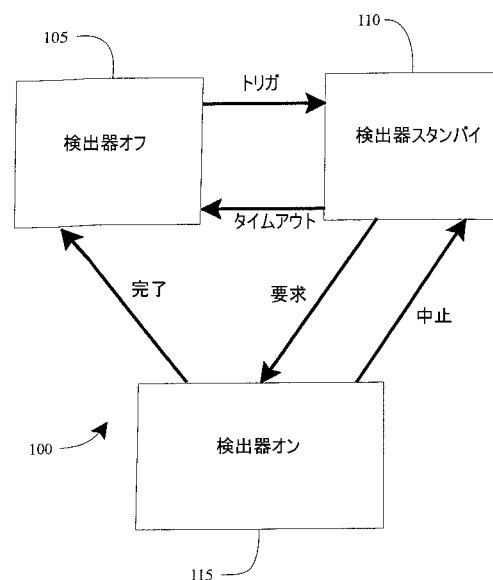 105
110
検出器オフ
トリガ
検出器スタンバイ
タイムアウト
完了
要求
中止
100
検出器オン
115